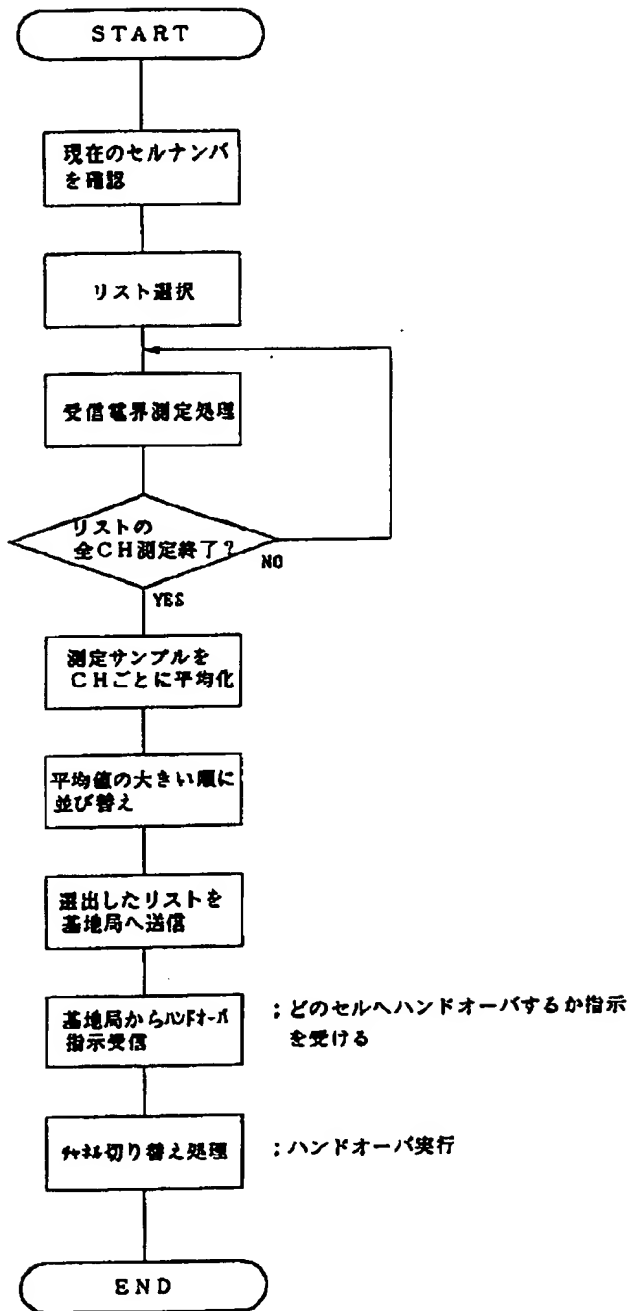 START
現在のセルナンバ
を確認
リスト選択
受信電界測定処理
リストの
全CH測定終了?
NO
YES
測定サンプルを
CHごとに平均化
平均値の大きい順に
並び替え
選出したリストを
基地局へ送信
基地局からハンドオーバ
指示受信
;どのセルへハンドオーバするか指示
を受ける
チャネル切り替え処理
;ハンドオーバ実行
END